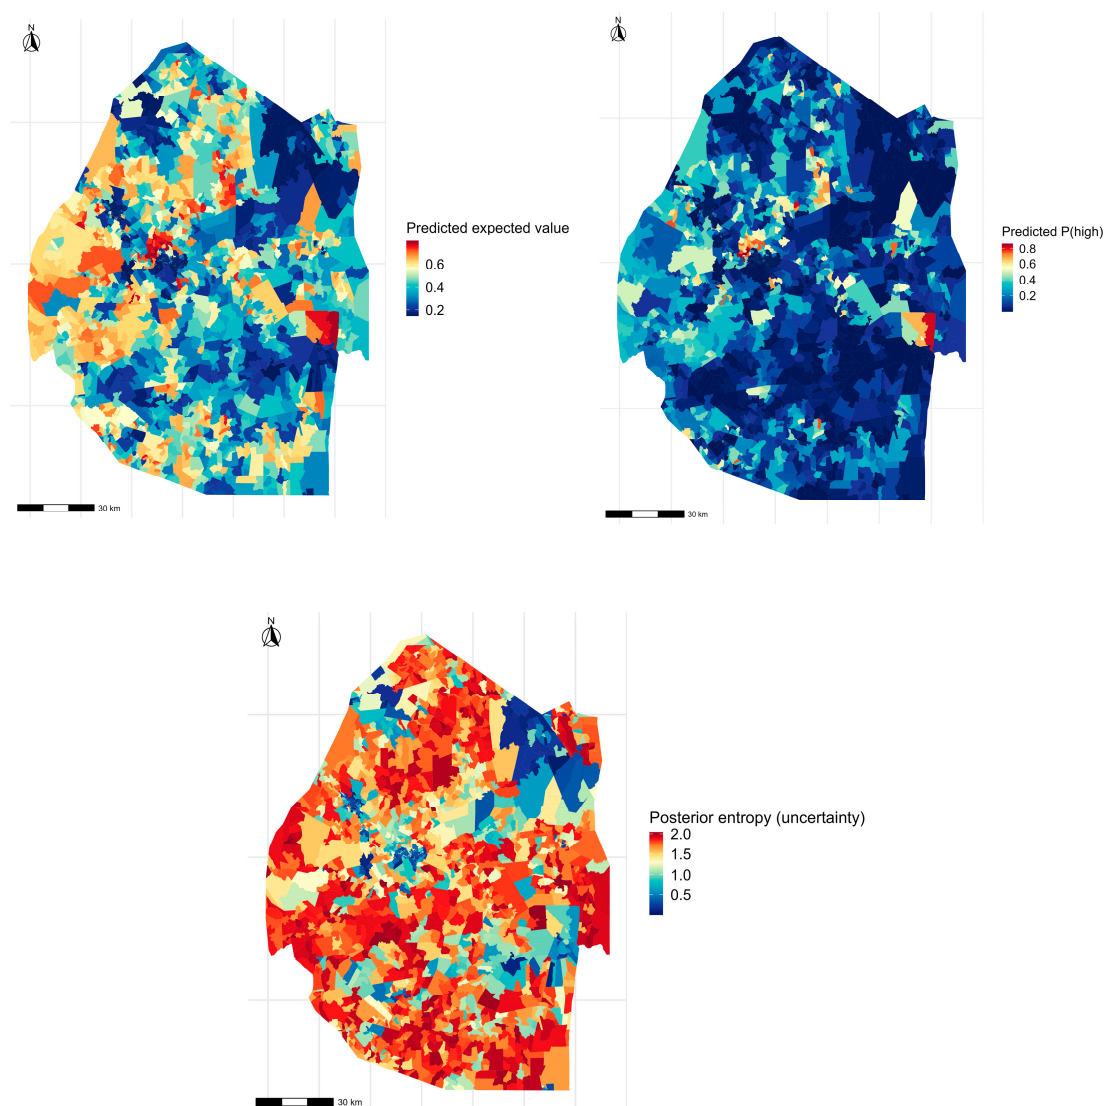 N
Predicted expected value
0.6
0.4
0.2
30 km
N
Predicted P(high)
0.8
0.6
0.4
0.2
30 km
N
Posterior entropy (uncertainty)
2.0
1.5
1.0
0.5
30 km